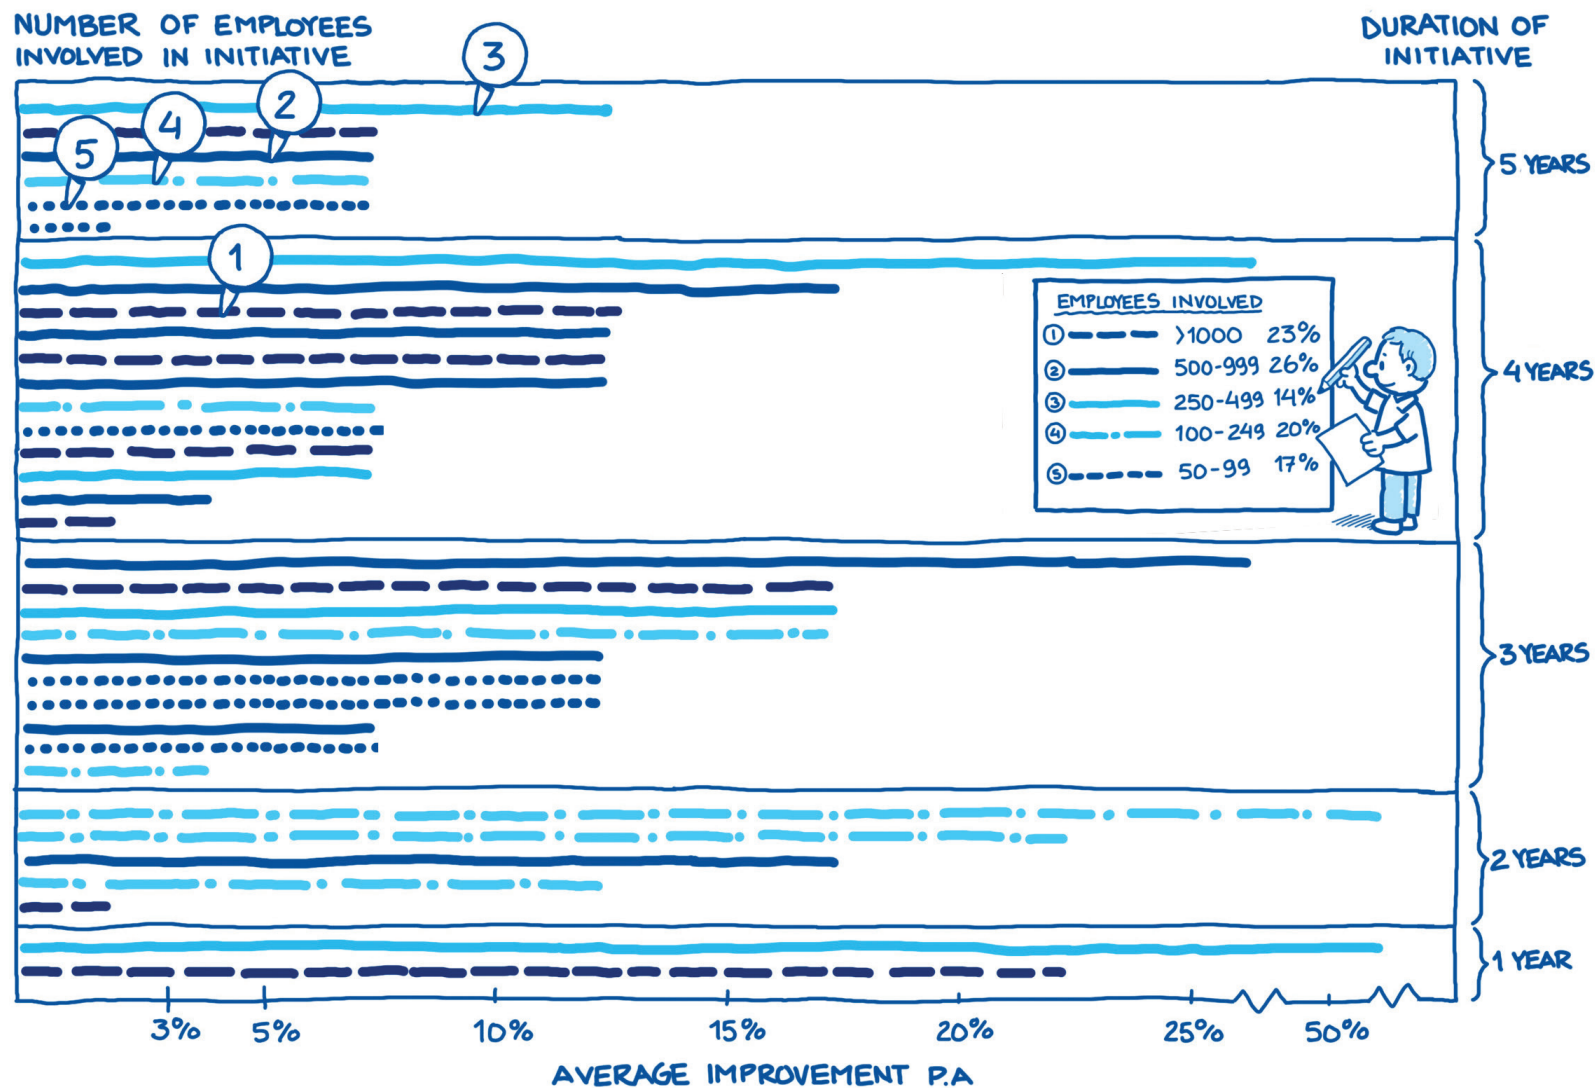 NUMBER OF EMPLOYEES
INVOLVED IN INITIATIVE
DURATION OF
INITIATIVE
3
2
4
5
5 YEARS
1
EMPLOYEES INVOLVED
1 >1000 23%
2 500-999 26%
3 250-499 14%
4 100-249 20%
5 50-99 17%
4 YEARS
3 YEARS
2 YEARS
1 YEAR
3% 5% 10% 15% 20% 25% 50%
AVERAGE IMPROVEMENT P.A